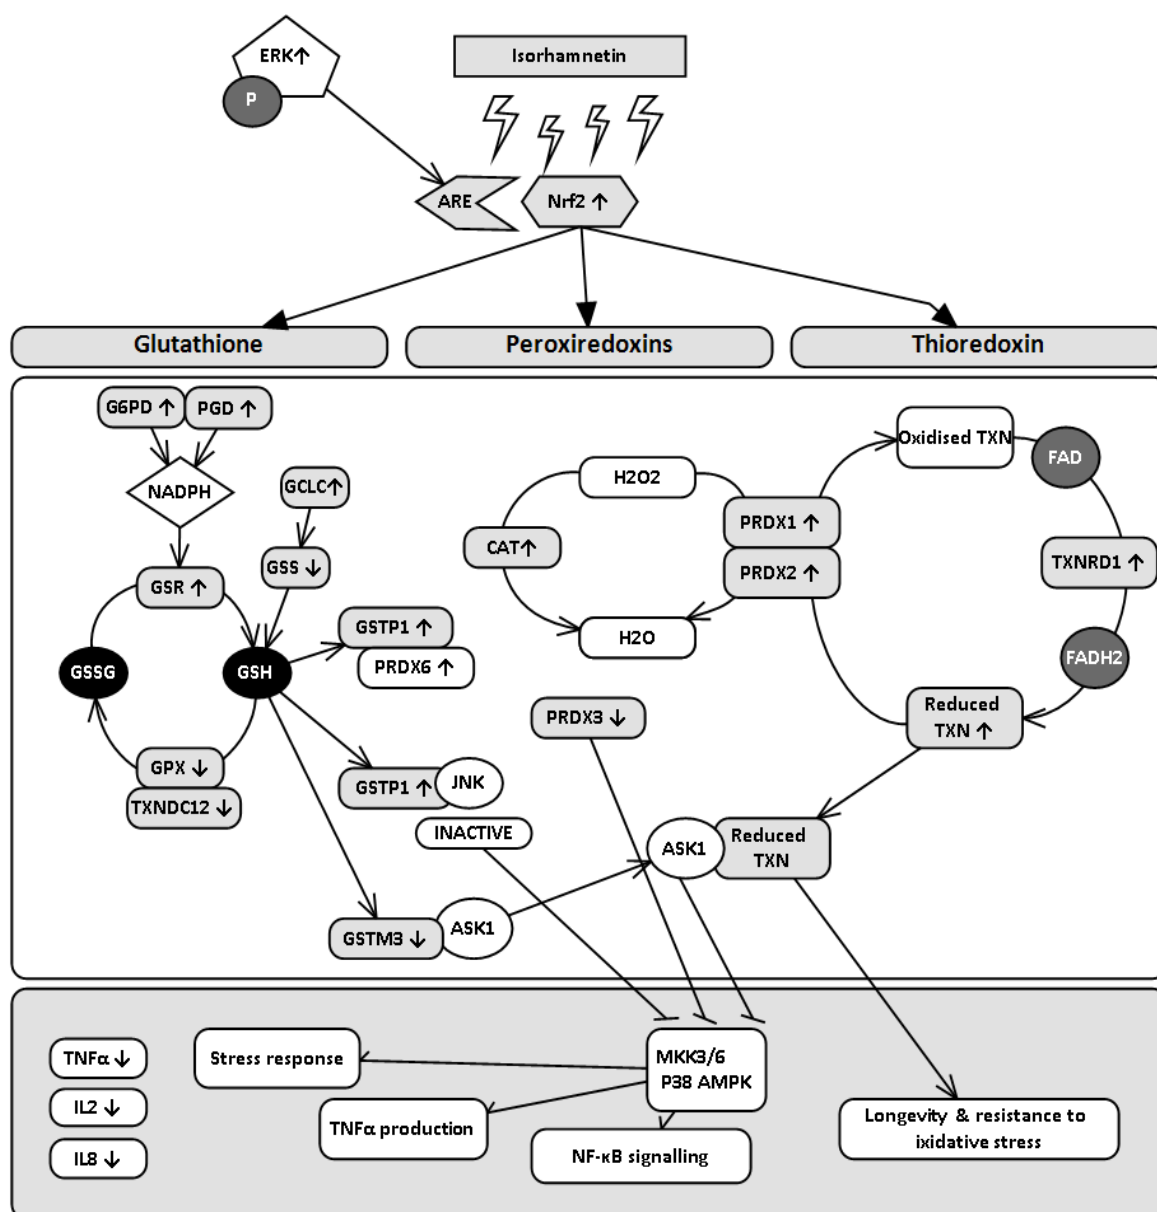 ERK↑
Isorhamnetin
P
ARE
Nrf2 ↑
Glutathione
Peroxiredoxins
Thioredoxin
G6PD ↑
PGD ↑
NADPH
GCLC↑
GSR ↑
GSS ↓
GSTP1 ↑
PRDX6 ↑
GSSG
GSH
GPX ↓
TXNDC12 ↓
GSTP1 ↑
JNK
INACTIVE
GSTM3 ↓
ASK1
H2O2
CAT↑
H2O
PRDX1 ↑
PRDX2 ↑
PRDX3 ↓
Oxidised TXN
FAD
TXNRD1 ↑
FADH2
Reduced
TXN ↑
ASK1
Reduced
TXN
TNFα ↓
IL2 ↓
IL8 ↓
Stress response
TNFα production
MKK3/6
P38 AMPK
NF-κB signalling
Longevity & resistance to
ixidative stress